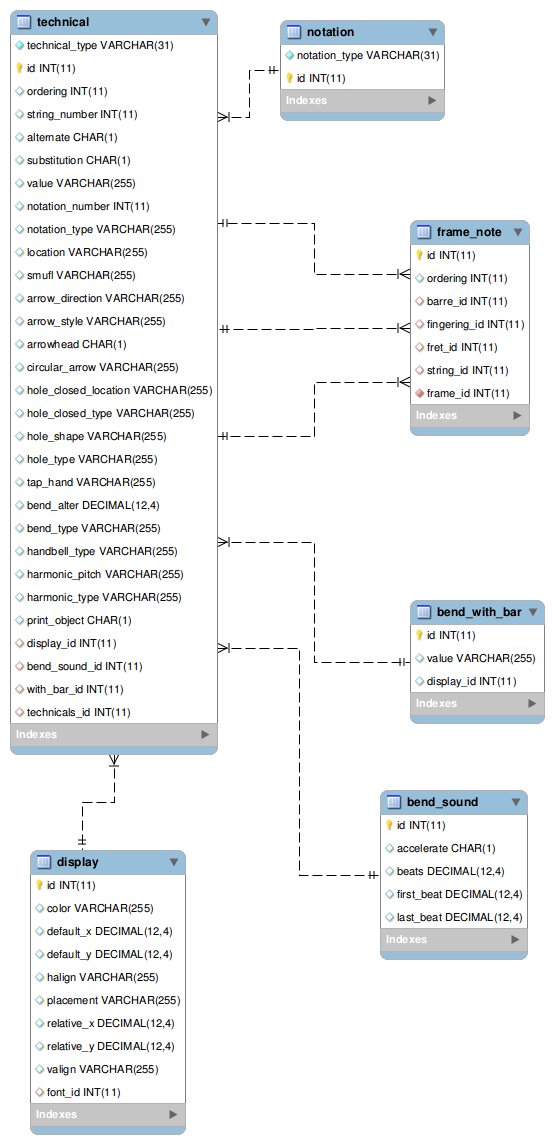 technical
technical_type VARCHAR(31)
id INT(11)
ordering INT(11)
string_number INT(11)
alternate CHAR(1)
substitution CHAR(1)
value VARCHAR(255)
notation_number INT(11)
notation_type VARCHAR(255)
location VARCHAR(255)
smufl VARCHAR(255)
arrow_direction VARCHAR(255)
arrow_style VARCHAR(255)
arrowhead CHAR(1)
circular_arrow VARCHAR(255)
hole_closed_location VARCHAR(255)
hole_closed_type VARCHAR(255)
hole_shape VARCHAR(255)
hole_type VARCHAR(255)
tap_hand VARCHAR(255)
bend_alter DECIMAL(12,4)
bend_type VARCHAR(255)
handbell_type VARCHAR(255)
harmonic_pitch VARCHAR(255)
harmonic_type VARCHAR(255)
print_object CHAR(1)
display_id INT(11)
bend_sound_id INT(11)
with_bar_id INT(11)
technicals_id INT(11)
Indexes
notation
notation_type VARCHAR(31)
id INT(11)
Indexes
frame_note
id INT(11)
ordering INT(11)
barre_id INT(11)
fingering_id INT(11)
fret_id INT(11)
string_id INT(11)
frame_id INT(11)
Indexes
bend_with_bar
id INT(11)
value VARCHAR(255)
display_id INT(11)
Indexes
bend_sound
id INT(11)
accelerate CHAR(1)
beats DECIMAL(12,4)
first_beat DECIMAL(12,4)
last_beat DECIMAL(12,4)
Indexes
display
id INT(11)
color VARCHAR(255)
default_x DECIMAL(12,4)
default_y DECIMAL(12,4)
halign VARCHAR(255)
placement VARCHAR(255)
relative_x DECIMAL(12,4)
relative_y DECIMAL(12,4)
valign VARCHAR(255)
font_id INT(11)
Indexes